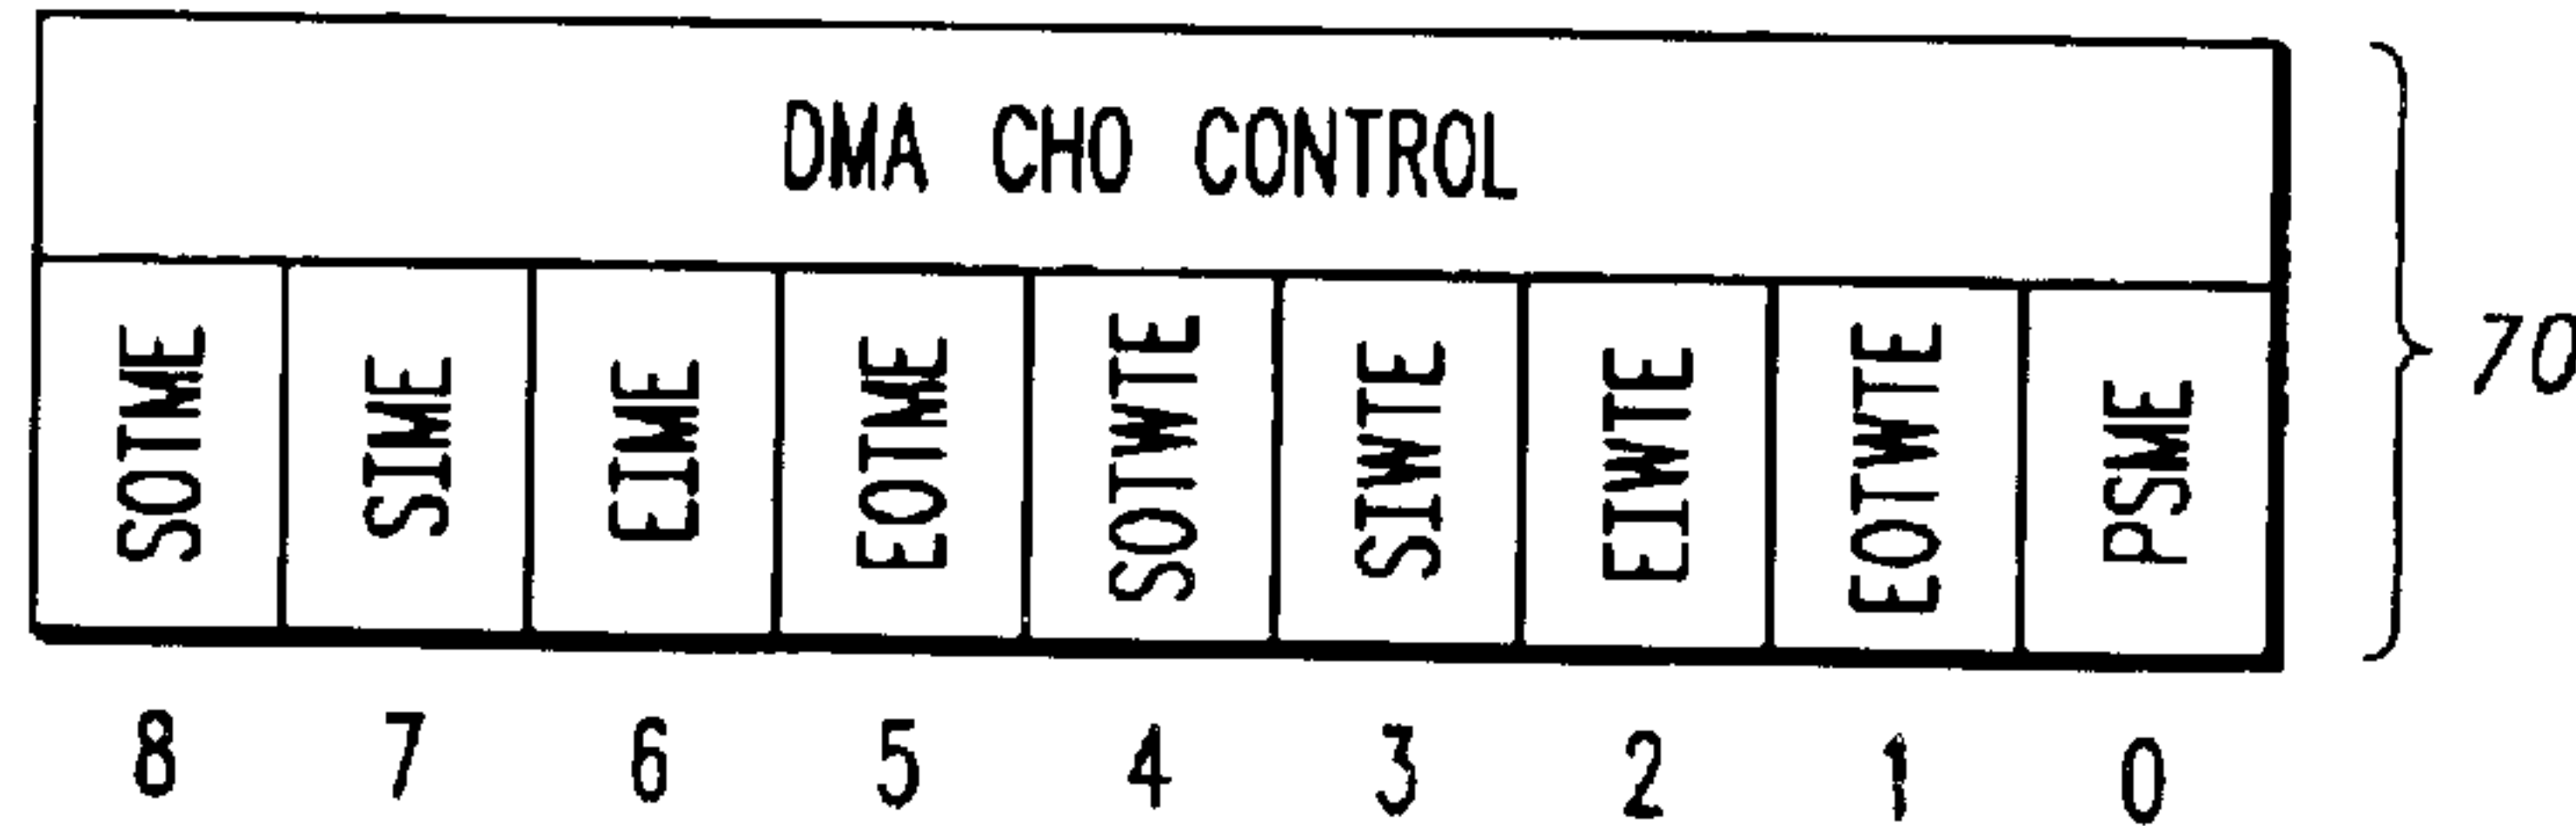 DMA CH0 CONTROL
SOTME SIME EIME EOTME SOTWTE SIWTE EIWTE EOTWTE PSME
70
8 7 6 5 4 3 2 1 0